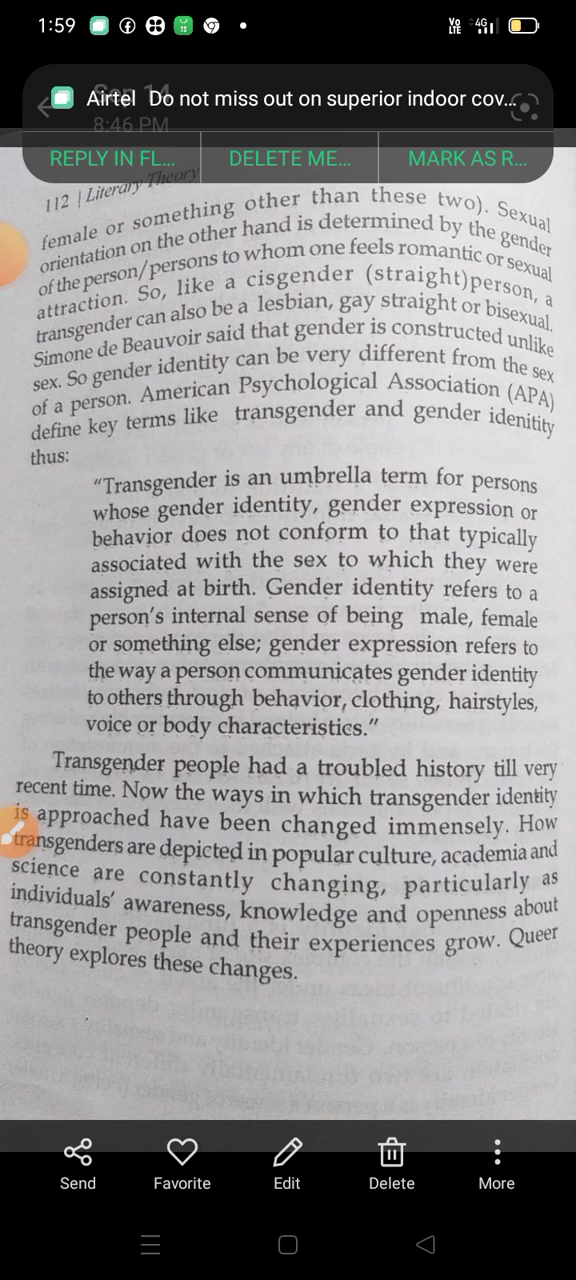 1:59
Vo LTE
4G
Airtel Do not miss out on superior indoor cov...
8:46 PM
REPLY IN FL...
DELETE ME...
MARK AS R...
112 | Literary Theory
female or something other than these two). Sexual
orientation on the other hand is determined by the gender
of the person/persons to whom one feels romantic or sexual
attraction. So, like a cisgender (straight)person, a
transgender can also be a lesbian, gay straight or bisexual.
Simone de Beauvoir said that gender is constructed unlike
sex. So gender identity can be very different from the sex
of a person. American Psychological Association (APA)
define key terms like transgender and gender idenitity
thus:
“Transgender is an umbrella term for persons
whose gender identity, gender expression or
behavior does not conform to that typically
associated with the sex to which they were
assigned at birth. Gender identity refers to a
person’s internal sense of being male, female
or something else; gender expression refers to
the way a person communicates gender identity
to others through behavior, clothing, hairstyles,
voice or body characteristics.”
Transgender people had a troubled history till very
recent time. Now the ways in which transgender identity
is approached have been changed immensely. How
transgenders are depicted in popular culture, academia and
science are constantly changing, particularly as
individuals’ awareness, knowledge and openness about
transgender people and their experiences grow. Queer
theory explores these changes.
Send
Favorite
Edit
Delete
More